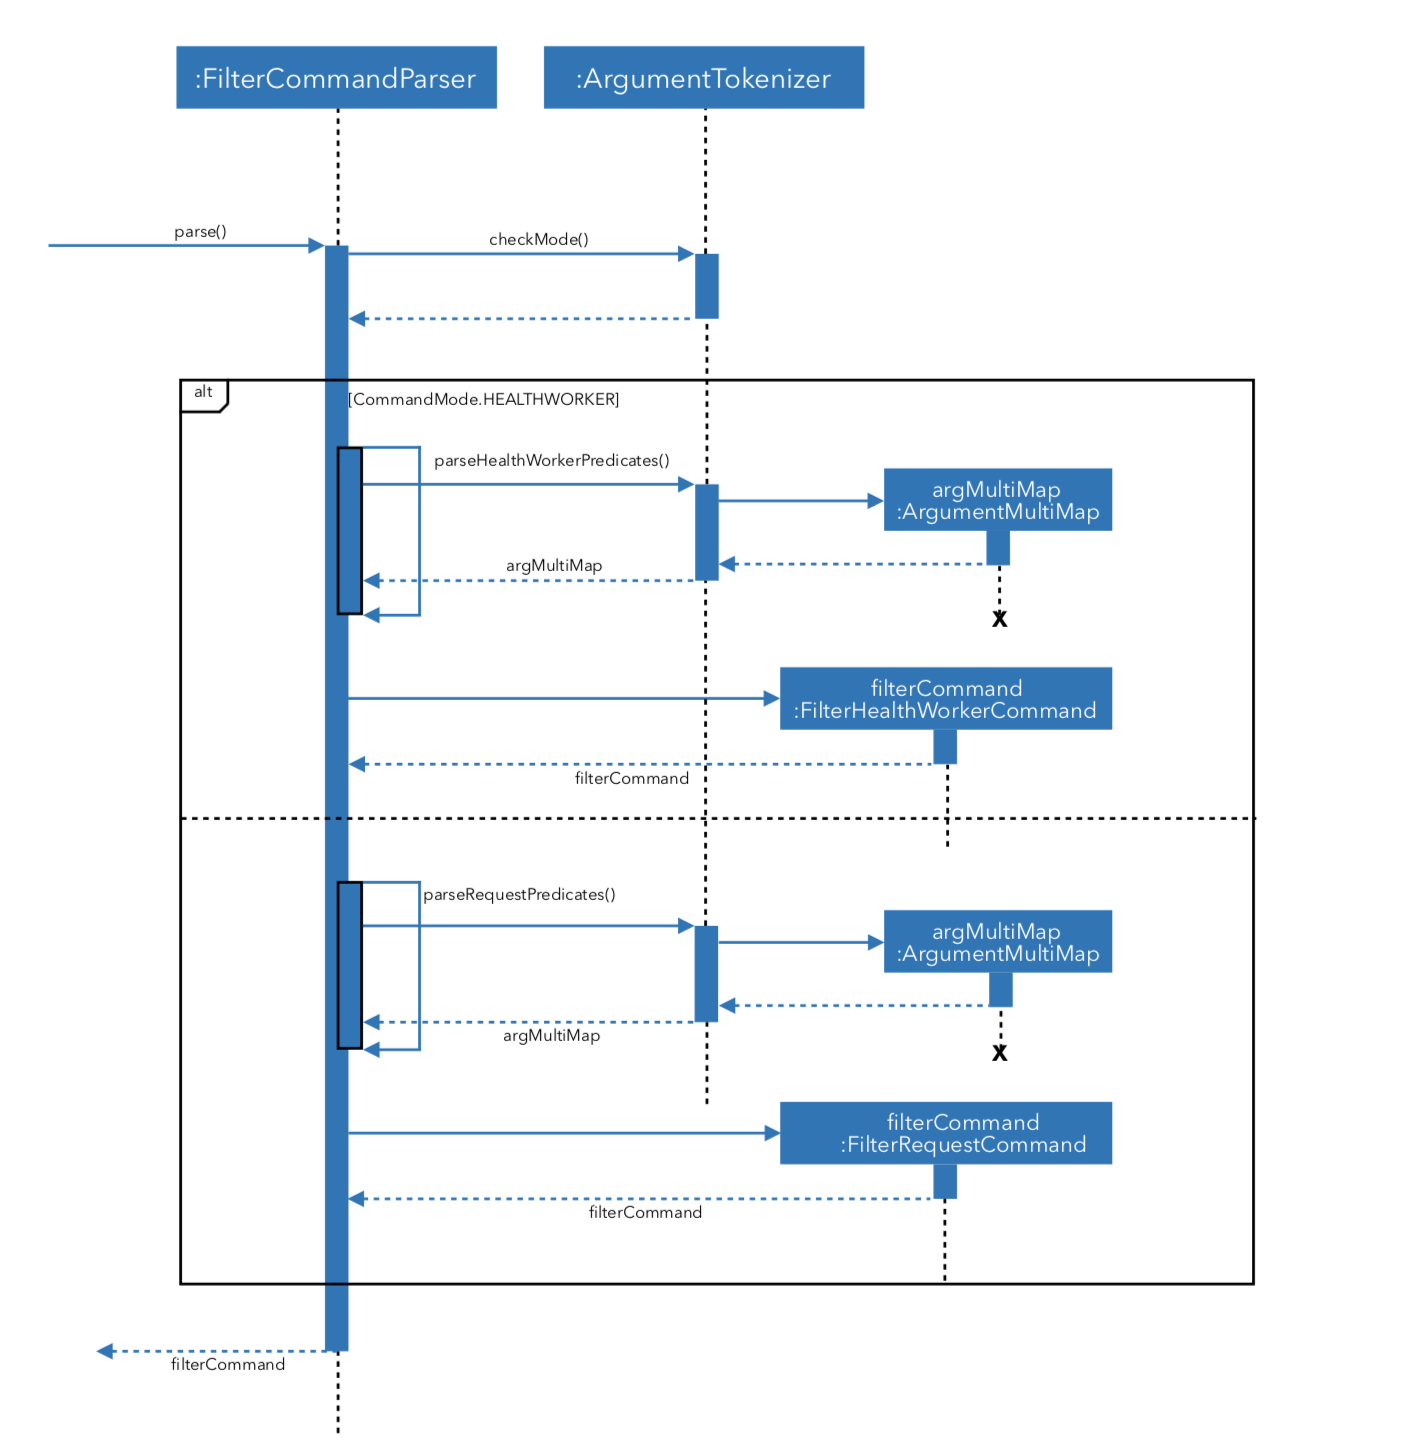 :FilterCommandParser
:ArgumentTokenizer
parse()
checkMode()
alt
[CommandMode.HEALTHWORKER]
parseHealthWorkerPredicates()
argMultiMap
:ArgumentMultiMap
argMultiMap
X
filterCommand
:FilterHealthWorkerCommand
filterCommand
parseRequestPredicates()
argMultiMap
:ArgumentMultiMap
argMultiMap
X
filterCommand
:FilterRequestCommand
filterCommand
filterCommand